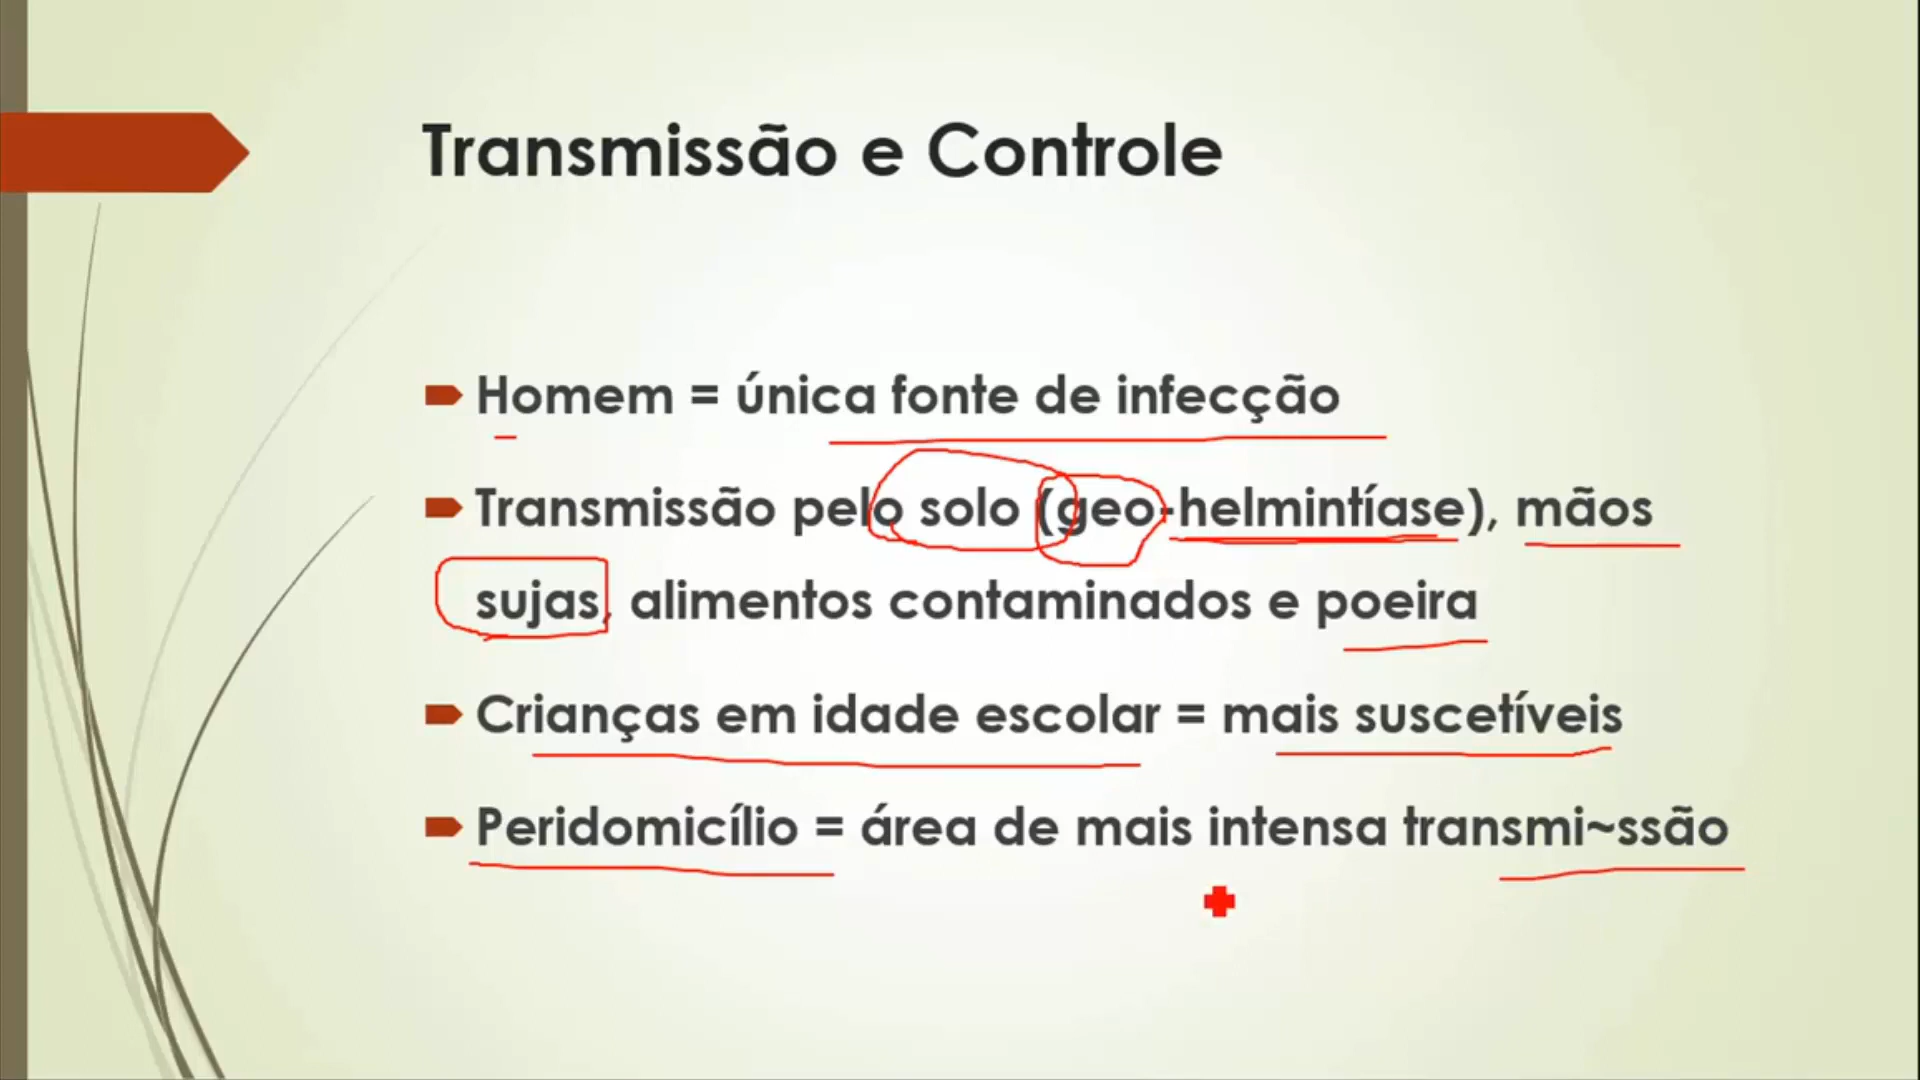 Transmissão e Controle
Homem = única fonte de infecção
Transmissão pelo solo (geo-helmintíase), mãos
sujas, alimentos contaminados e poeira
Crianças em idade escolar = mais suscetíveis
Peridomicílio = área de mais intensa transmi~ssão